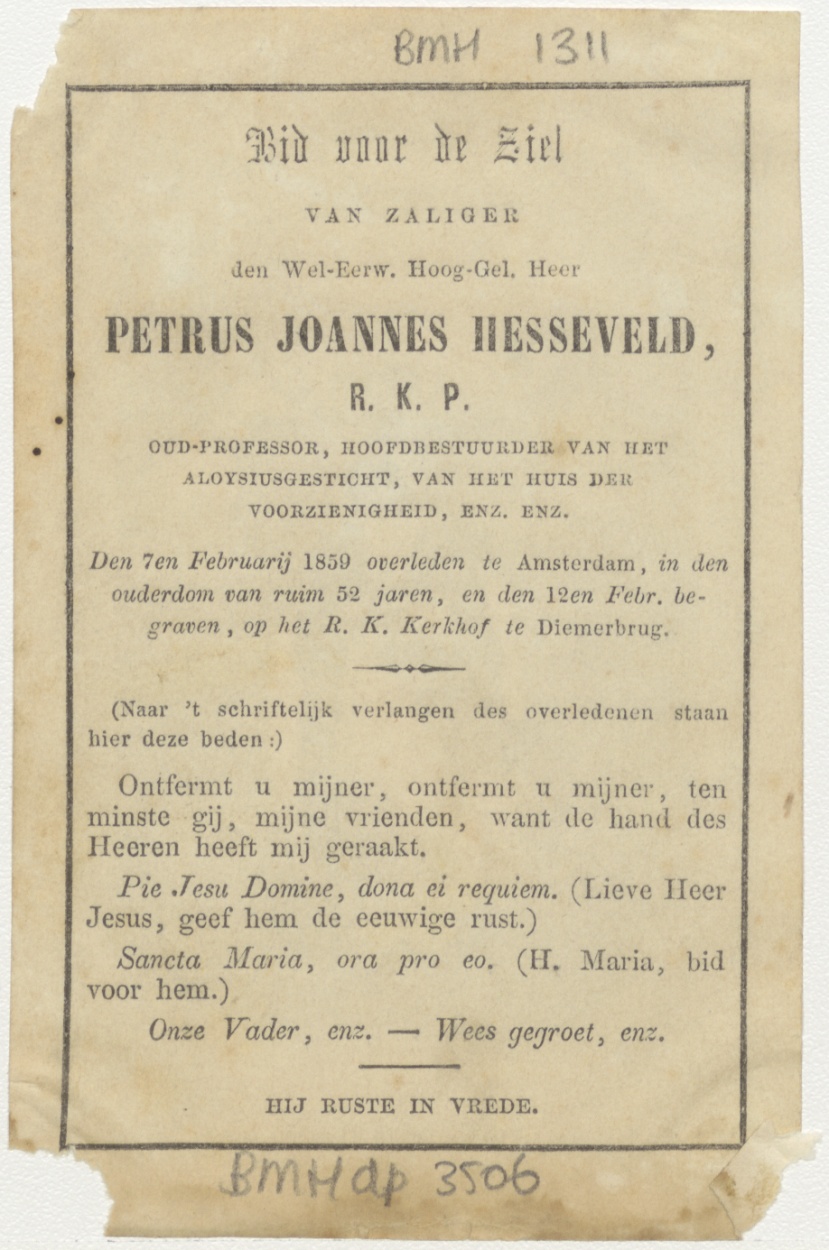 BMH 1311
Bid voor de Ziel
VAN ZALIGER
den Wel-Eerw. Hoog-Gel. Heer
PETRUS JOANNES HESSEVELD,
R. K. P.
OUD-PROFESSOR, HOOFDBESTUURDER VAN HET
ALOYSIUSGESTICHT, VAN HET HUIS DER
VOORZIENIGHEID, ENZ. ENZ.
Den 7en Februarij 1859 overleden te Amsterdam, in den
ouderdom van ruim 52 jaren, en den 12en Febr. be-
graven, op het R. K. Kerkhof te Diemerbrug.
(Naar 't schriftelijk verlangen des overledenen staan
hier deze beden:)
Ontfermt u mijner, ontfermt u mijner, ten
minste gij, mijne vrienden, want de hand des
Heeren heeft mij geraakt.
Pie Jesu Domine, dona ei requiem. (Lieve Heer
Jesus, geef hem de eeuwige rust.)
Sancta Maria, ora pro eo. (H. Maria, bid
voor hem.)
Onze Vader, enz. — Wees gegroet, enz.
HIJ RUSTE IN VREDE.
BMHdp 3506